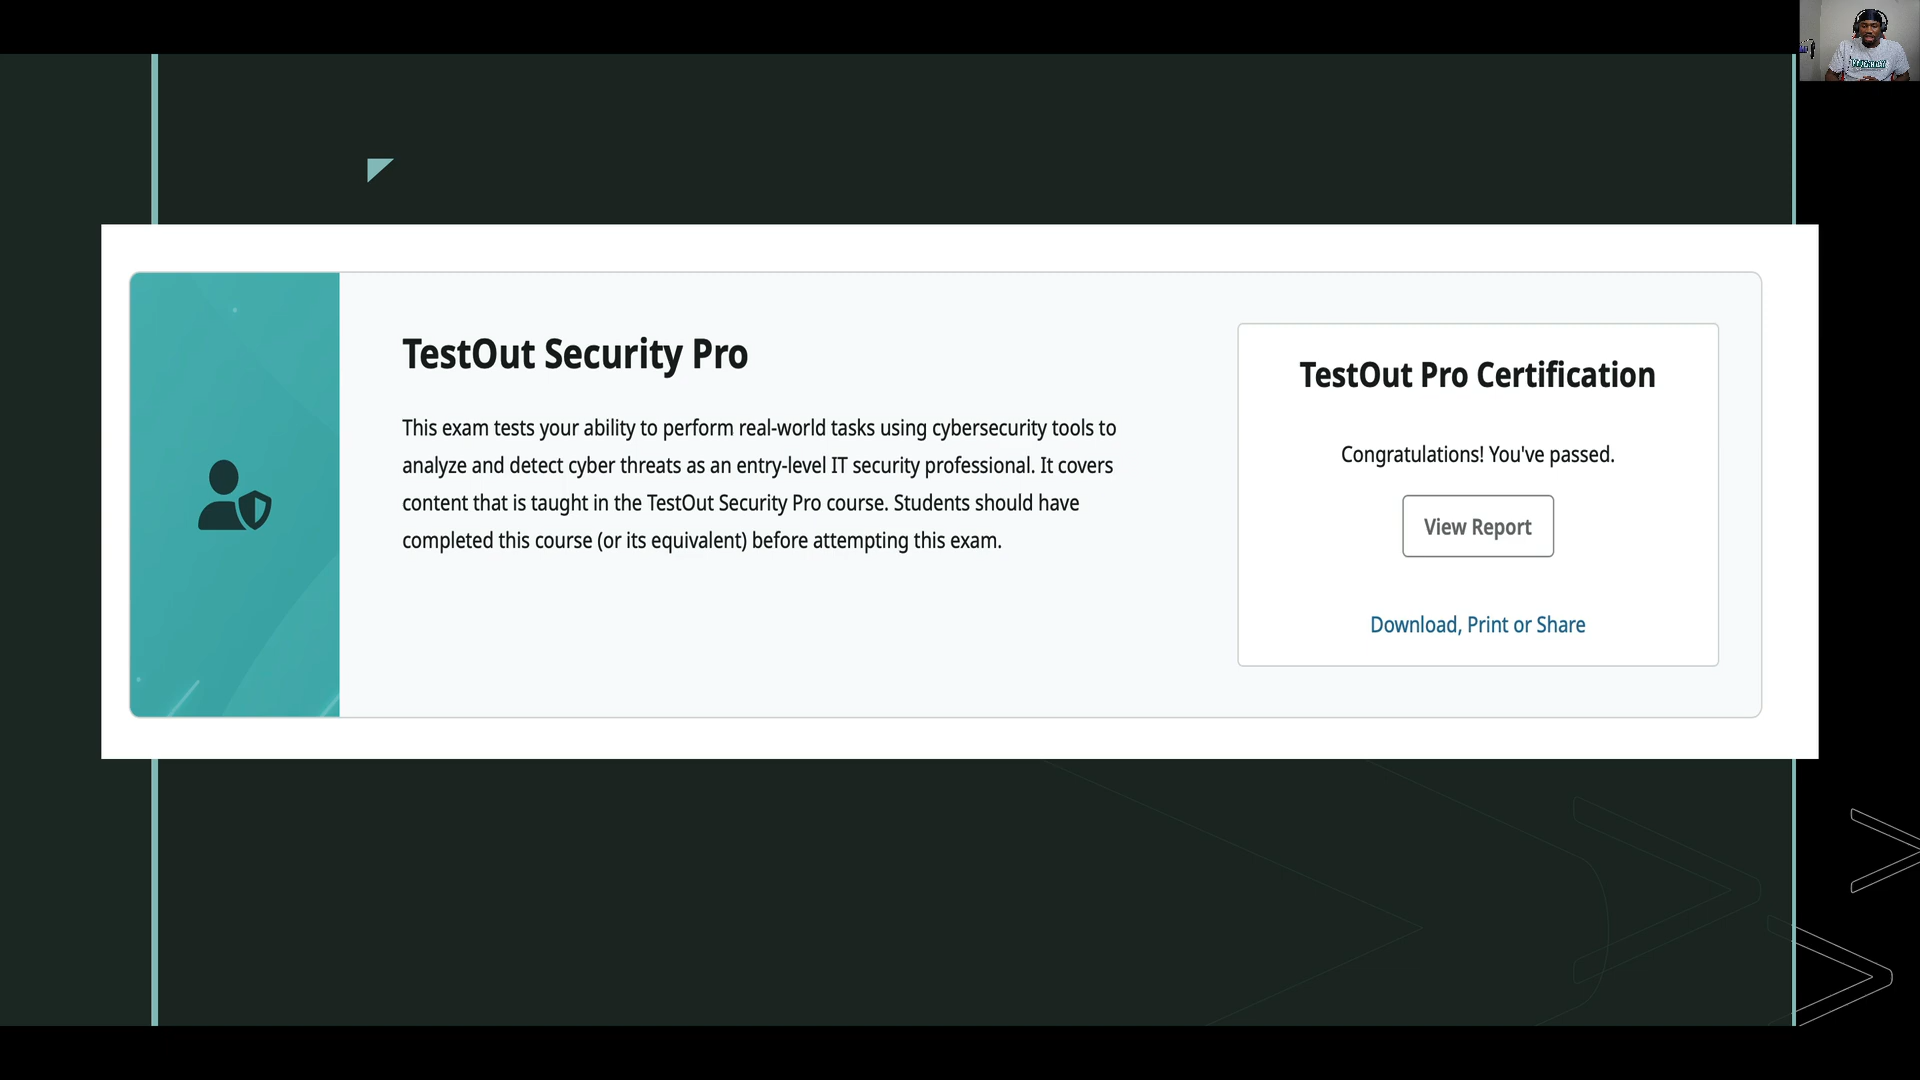 TestOut Security Pro
This exam tests your ability to perform real-world tasks using cybersecurity tools to
analyze and detect cyber threats as an entry-level IT security professional. It covers
content that is taught in the TestOut Security Pro course. Students should have
completed this course (or its equivalent) before attempting this exam.
TestOut Pro Certification
Congratulations! You've passed.
View Report
Download, Print or Share